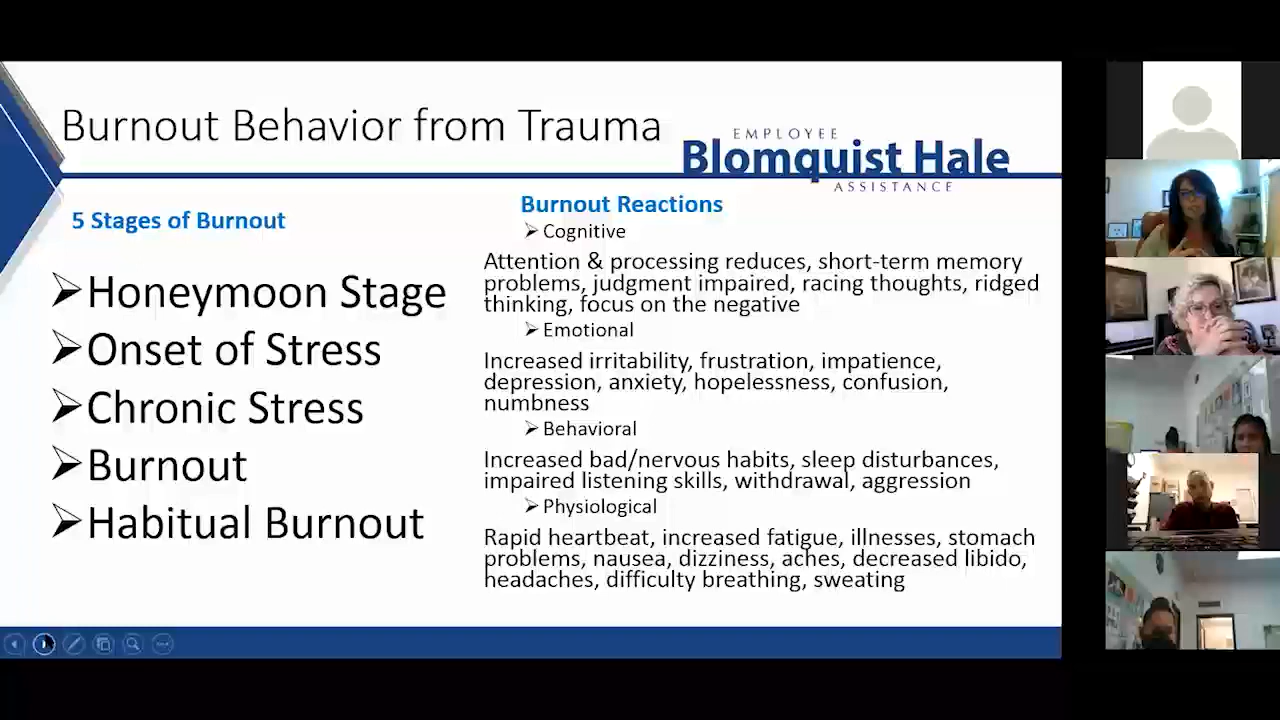 Burnout Behavior from Trauma
EMPLOYEE
Blomquist Hale
ASSISTANCE
5 Stages of Burnout
➢Honeymoon Stage
➢Onset of Stress
➢Chronic Stress
➢Burnout
➢Habitual Burnout
Burnout Reactions
➢Cognitive
Attention & processing reduces, short-term memory
problems, judgment impaired, racing thoughts, ridged
thinking, focus on the negative
➢Emotional
Increased irritability, frustration, impatience,
depression, anxiety, hopelessness, confusion,
numbness
➢Behavioral
Increased bad/nervous habits, sleep disturbances,
impaired listening skills, withdrawal, aggression
➢Physiological
Rapid heartbeat, increased fatigue, illnesses, stomach
problems, nausea, dizziness, aches, decreased libido,
headaches, difficulty breathing, sweating